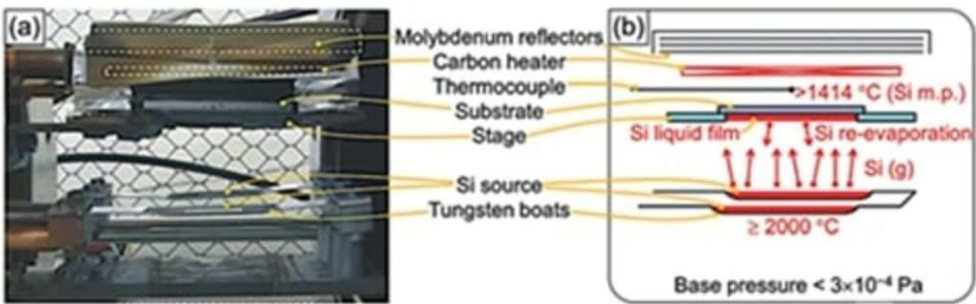 (a)
Molybdenum reflectors
Carbon heater
Thermocouple
Substrate
Stage
Si source
Tungsten boats
(b)
>1414 °C (Si m.p.)
Si liquid film
Si re-evaporation
Si (g)
≥ 2000 °C
Base pressure < 3×10⁻⁴ Pa